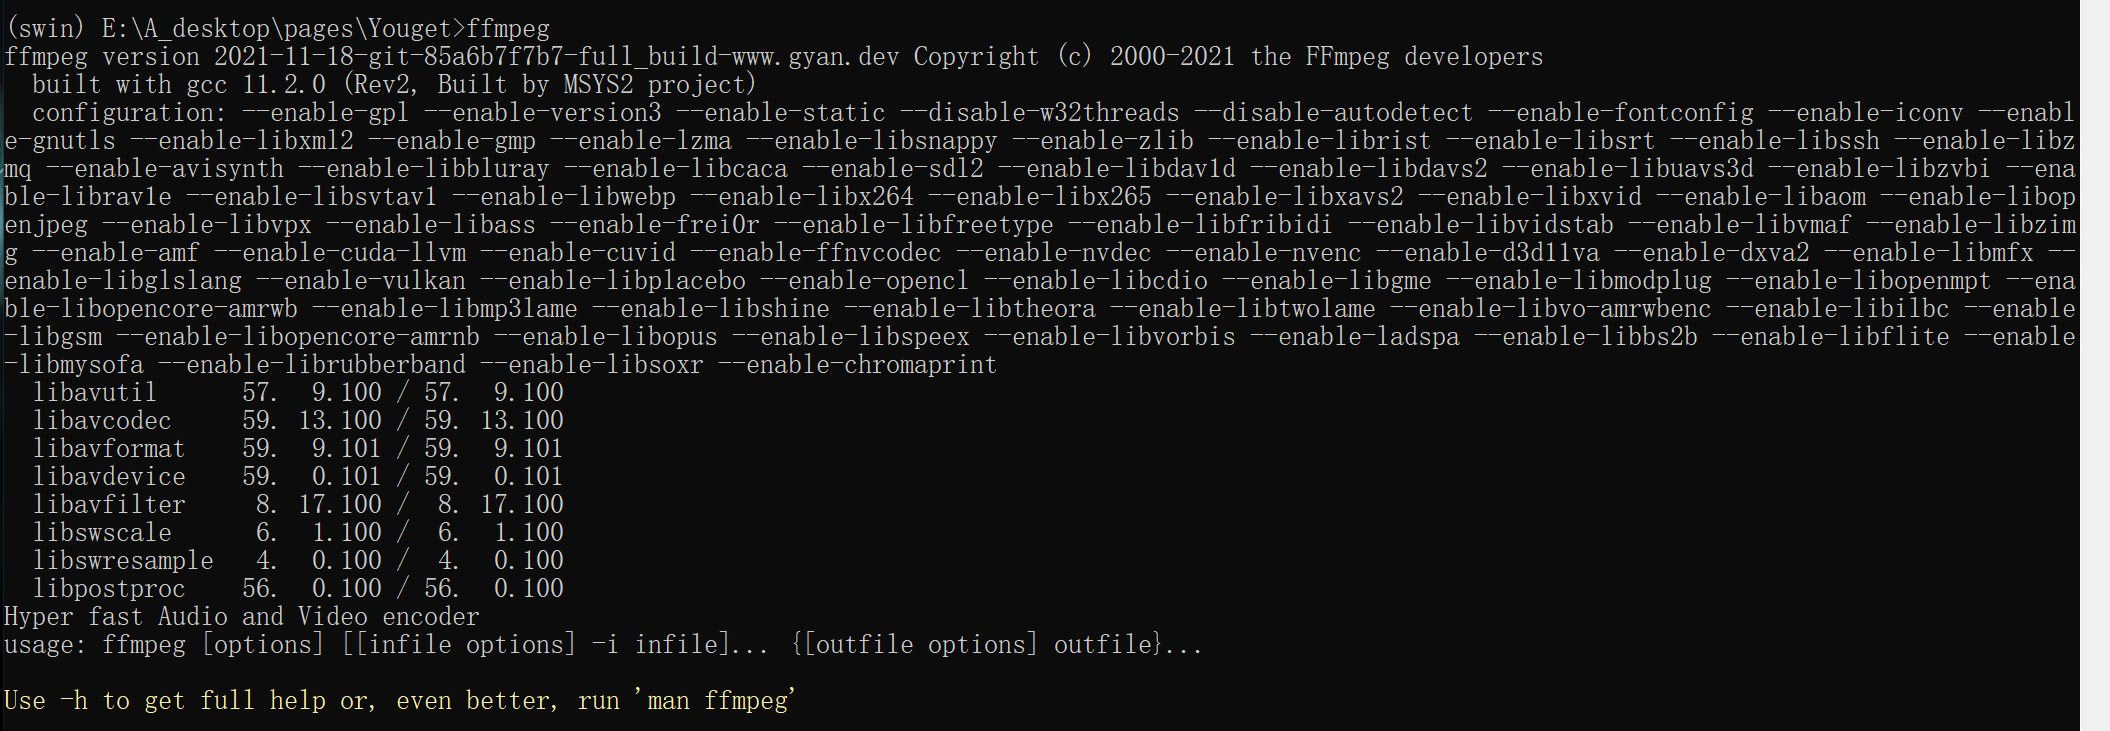 (swin) E:\A_desktop\pages\Youget>ffmpeg
ffmpeg version 2021-11-18-git-85a6b7f7b7-full_build-www.gyan.dev Copyright (c) 2000-2021 the FFmpeg developers
  built with gcc 11.2.0 (Rev2, Built by MSYS2 project)
  configuration: --enable-gpl --enable-version3 --enable-static --disable-w32threads --disable-autodetect --enable-fontconfig --enable-iconv --enabl
e-gnutls --enable-libxml2 --enable-gmp --enable-lzma --enable-libsnappy --enable-zlib --enable-librist --enable-libsrt --enable-libssh --enable-libz
mq --enable-avisynth --enable-libbluray --enable-libcaca --enable-sdl2 --enable-libdav1d --enable-libdavs2 --enable-libuavs3d --enable-libzvbi --ena
ble-librav1e --enable-libsvtav1 --enable-libwebp --enable-libx264 --enable-libx265 --enable-libxavs2 --enable-libxvid --enable-libaom --enable-libop
enjpeg --enable-libvpx --enable-libass --enable-frei0r --enable-libfreetype --enable-libfribidi --enable-libvidstab --enable-libvmaf --enable-libzim
g --enable-amf --enable-cuda-llvm --enable-cuvid --enable-ffnvcodec --enable-nvdec --enable-nvenc --enable-d3d11va --enable-dxva2 --enable-libmfx --
enable-libglslang --enable-vulkan --enable-libplacebo --enable-opencl --enable-libcdio --enable-libgme --enable-libmodplug --enable-libopenmpt --ena
ble-libopencore-amrwb --enable-libmp3lame --enable-libshine --enable-libtheora --enable-libtwolame --enable-libvo-amrwbenc --enable-libilbc --enable
-libgsm --enable-libopencore-amrnb --enable-libopus --enable-libspeex --enable-libvorbis --enable-ladspa --enable-libbs2b --enable-libflite --enable
-libmysofa --enable-librubberband --enable-libsoxr --enable-chromaprint
  libavutil      57.  9.100 / 57.  9.100
  libavcodec     59. 13.100 / 59. 13.100
  libavformat    59.  9.101 / 59.  9.101
  libavdevice    59.  0.101 / 59.  0.101
  libavfilter     8. 17.100 /  8. 17.100
  libswscale      6.  1.100 /  6.  1.100
  libswresample   4.  0.100 /  4.  0.100
  libpostproc    56.  0.100 / 56.  0.100
Hyper fast Audio and Video encoder
usage: ffmpeg [options] [[infile options] -i infile]... {[outfile options] outfile}...
Use -h to get full help or, even better, run 'man ffmpeg'